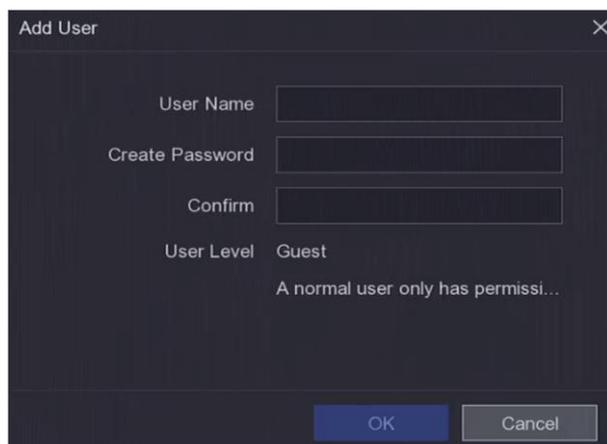 Add User
User Name
Create Password
Confirm
User Level Guest
A normal user only has permissi...
OK Cancel